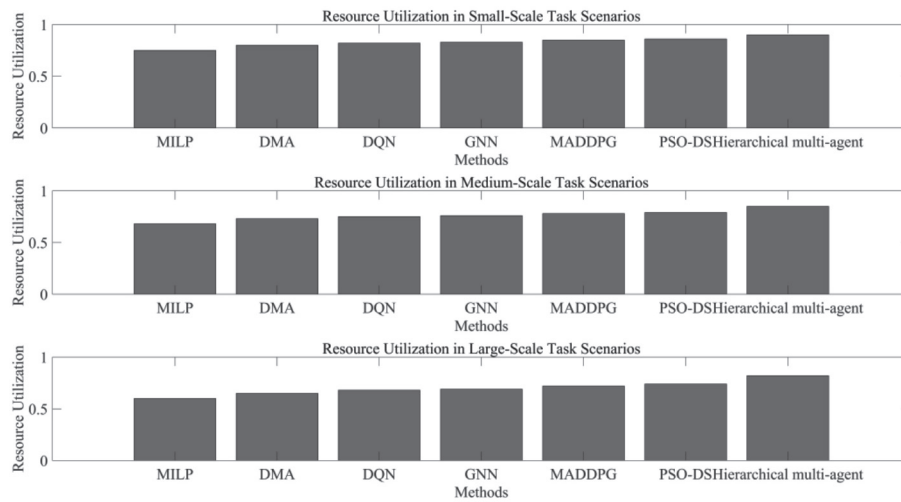 Resource Utilization in Small-Scale Task Scenarios
Resource Utilization
1
0.5
0
MILP DMA DQN GNN MADDPG PSO-DSHierarchical multi-agent
Methods
Resource Utilization in Medium-Scale Task Scenarios
Resource Utilization
1
0.5
0
MILP DMA DQN GNN MADDPG PSO-DSHierarchical multi-agent
Methods
Resource Utilization in Large-Scale Task Scenarios
Resource Utilization
1
0.5
0
MILP DMA DQN GNN MADDPG PSO-DSHierarchical multi-agent
Methods